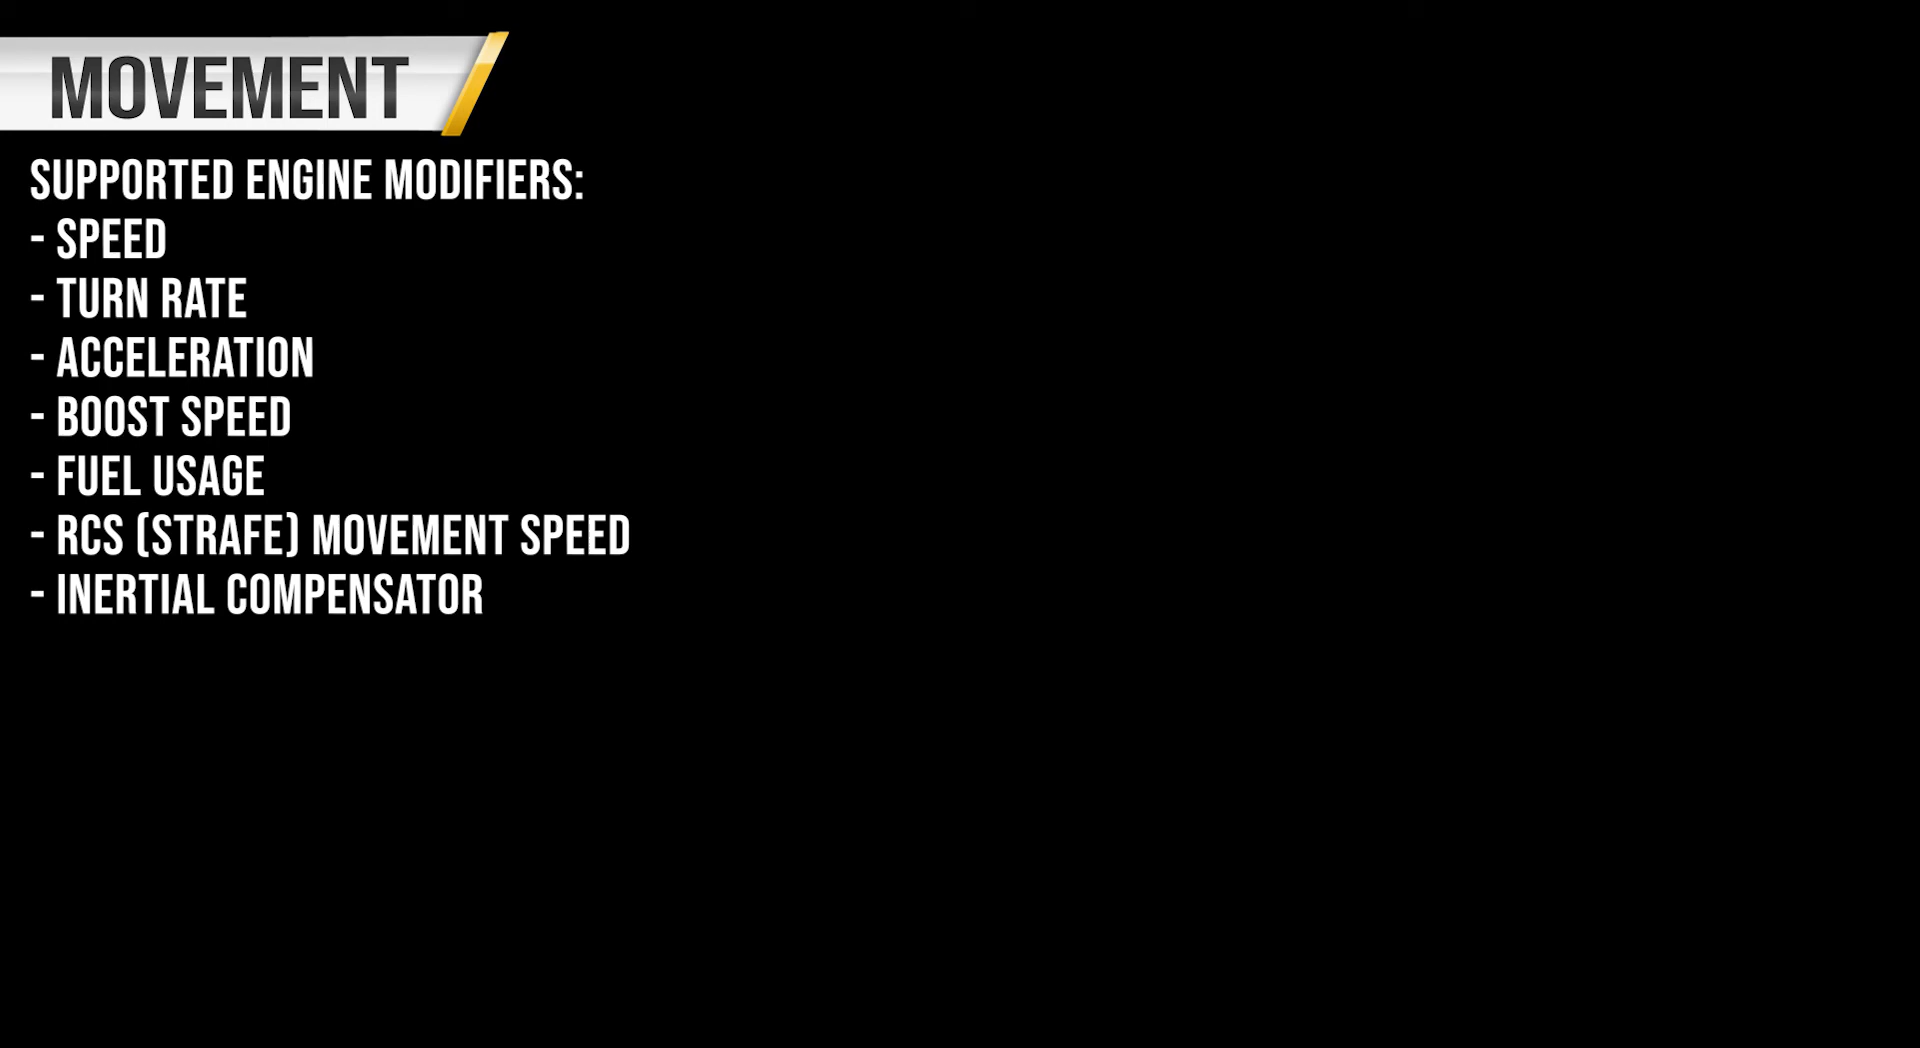 MOVEMENT
SUPPORTED ENGINE MODIFIERS:
- SPEED
- TURN RATE
- ACCELERATION
- BOOST SPEED
- FUEL USAGE
- RCS (STRAFE) MOVEMENT SPEED
- INERTIAL COMPENSATOR